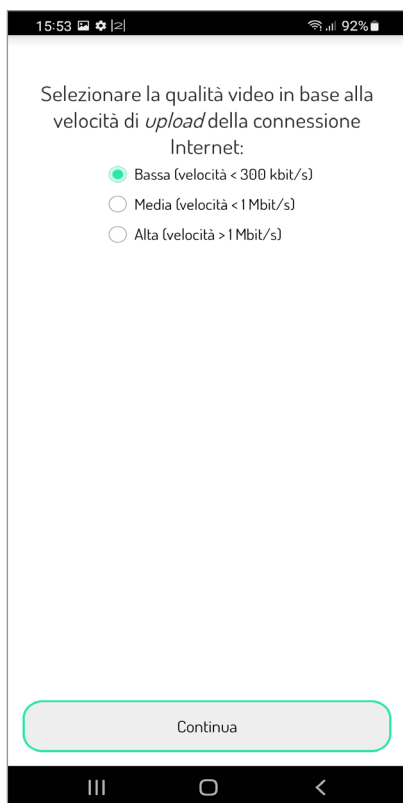 15:53 |2| 92%
Selezionare la qualità video in base alla
velocità di upload della connessione
Internet:
Bassa (velocità < 300 kbit/s)
Media (velocità < 1 Mbit/s)
Alta (velocità > 1 Mbit/s)
Continua